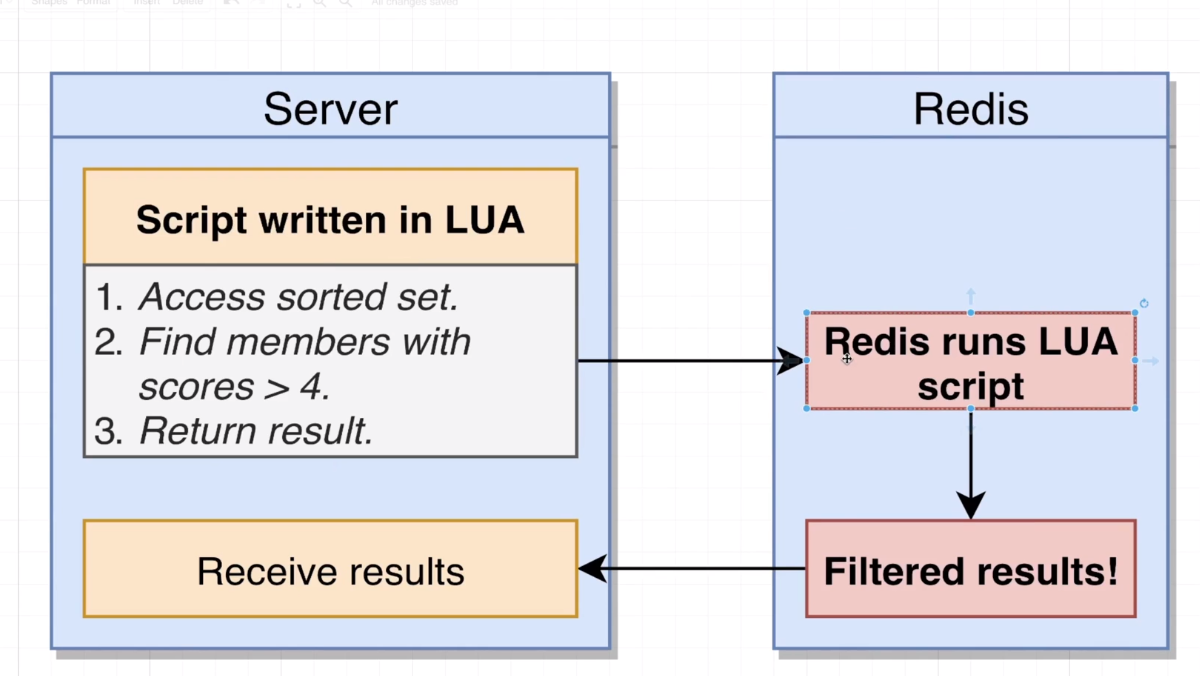 Shapes Format Insert Delete All changes saved
Server
Script written in LUA
1. Access sorted set.
2. Find members with
scores > 4.
3. Return result.
Receive results
Redis
Redis runs LUA
script
Filtered results!